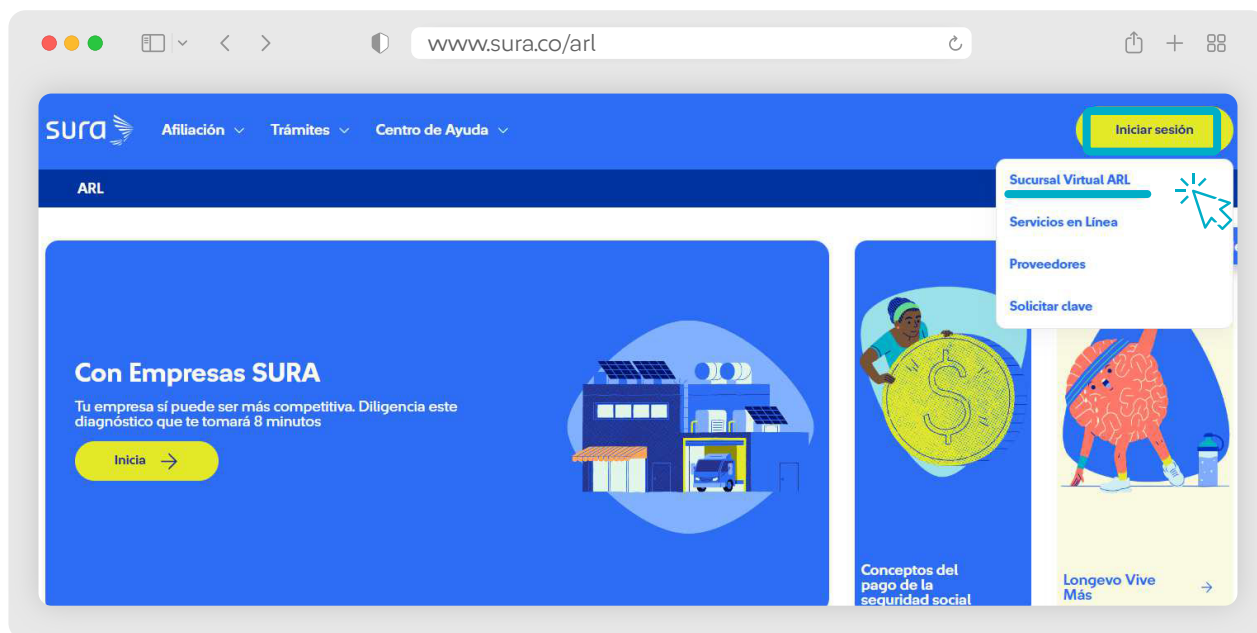 www.sura.co/arl
sura
Afiliación
Trámites
Centro de Ayuda
Iniciar sesión
ARL
Sucursal Virtual ARL
Servicios en Línea
Proveedores
Solicitar clave
Con Empresas SURA
Tu empresa sí puede ser más competitiva. Diligencia este
diagnóstico que te tomará 8 minutos
Inicia
Conceptos del
pago de la
seguridad social
Longevo Vive
Más